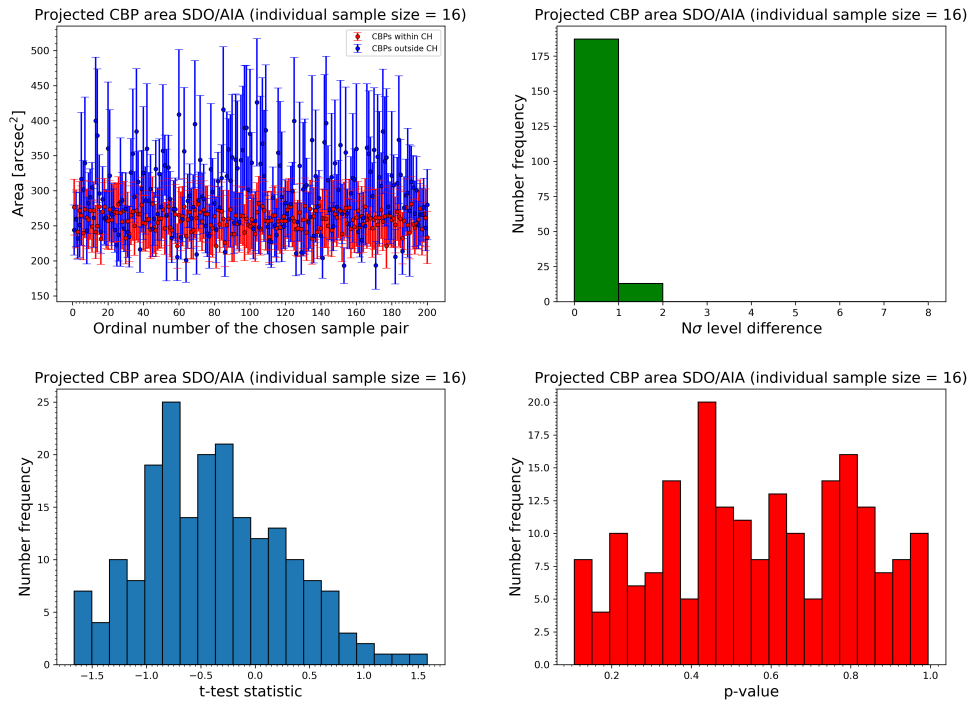 Projected CBP area SDO/AIA (individual sample size = 16)
CBPs within CH
CBPs outside CH
Area [arcsec²]
500
450
400
350
300
250
200
150
0 20 40 60 80 100 120 140 160 180 200
Ordinal number of the chosen sample pair
Projected CBP area SDO/AIA (individual sample size = 16)
Number frequency
175
150
125
100
75
50
25
0
0 1 2 3 4 5 6 7 8
Nσ level difference
Projected CBP area SDO/AIA (individual sample size = 16)
Number frequency
25
20
15
10
5
0
−1.5 −1.0 −0.5 0.0 0.5 1.0 1.5
t-test statistic
Projected CBP area SDO/AIA (individual sample size = 16)
Number frequency
20.0
17.5
15.0
12.5
10.0
7.5
5.0
2.5
0.0
0.2 0.4 0.6 0.8 1.0
p-value